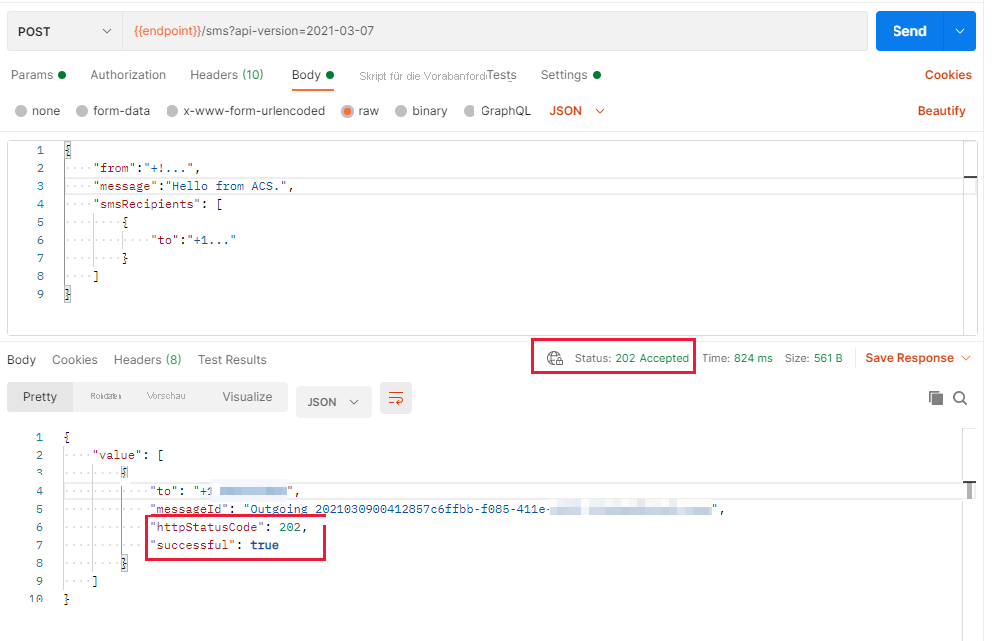 POST {{endpoint}}/sms?api-version=2021-03-07 Send
Params Authorization Headers (10) Body Skript für die Vorabanford Tests Settings Cookies
none form-data x-www-form-urlencoded raw binary GraphQL JSON Beautify
1 {
2 "from":"+!...",
3 "message":"Hello from ACS.",
4 "smsRecipients": [
5 {
6 "to":"+1..."
7 }
8 ]
9 }
Body Cookies Headers (8) Test Results Status: 202 Accepted Time: 824 ms Size: 561 B Save Response
Pretty Rohdaten Vorschau Visualize JSON
1 {
2 "value": [
3 {
4 "to": "+1 ",
5 "messageId": "Outgoing_2021030900412857c6ffbb-f085-411e- ",
6 "httpStatusCode": 202,
7 "successful": true
8 }
9 ]
10 }